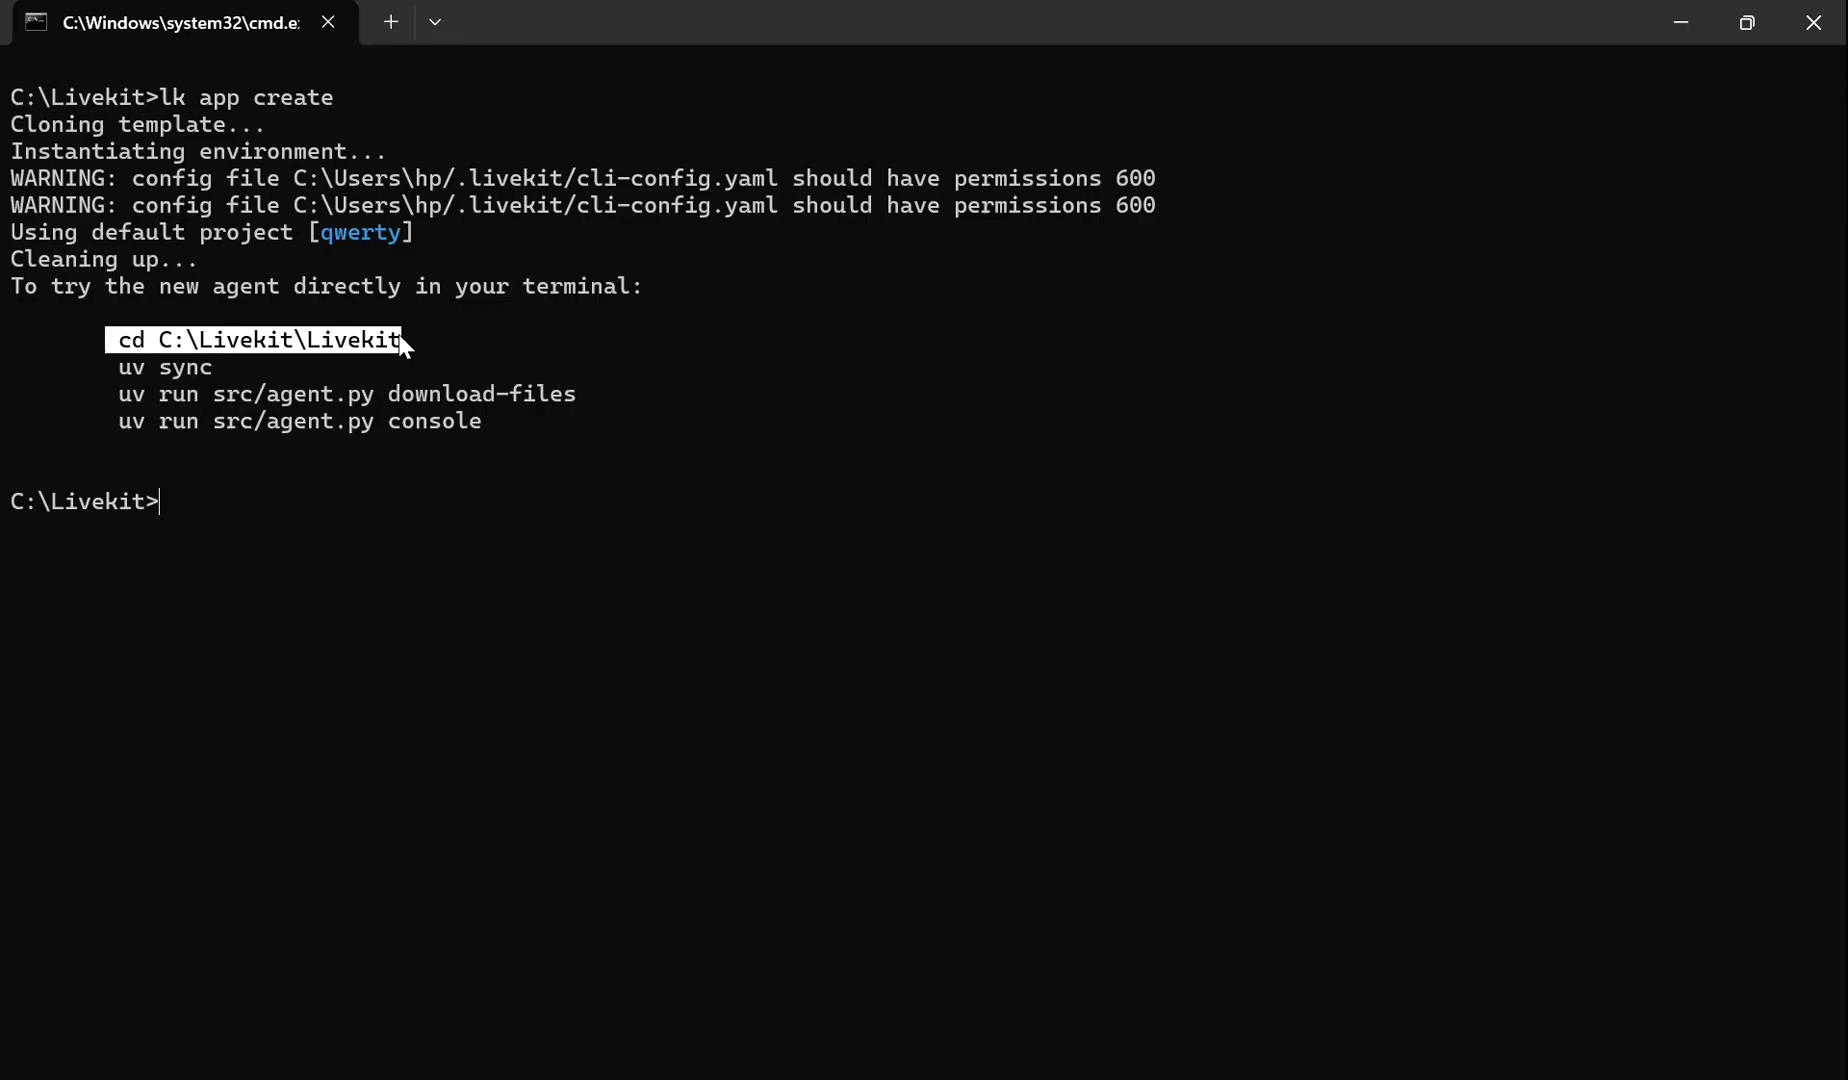 C:\Windows\system32\cmd.e
C:\Livekit>lk app create
Cloning template...
Instantiating environment...
WARNING: config file C:\Users\hp/.livekit/cli-config.yaml should have permissions 600
WARNING: config file C:\Users\hp/.livekit/cli-config.yaml should have permissions 600
Using default project [qwerty]
Cleaning up...
To try the new agent directly in your terminal:
cd C:\Livekit\Livekit
uv sync
uv run src/agent.py download-files
uv run src/agent.py console
C:\Livekit>